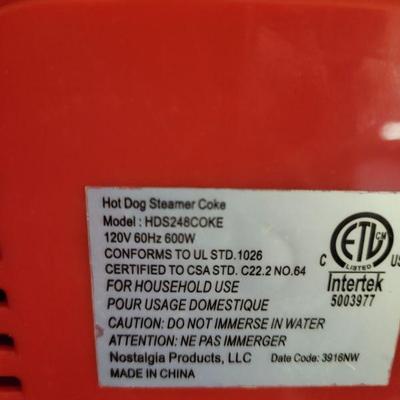 Hot Dog Steamer Coke
Model : HDS248COKE
120V 60Hz 600W
CONFORMS TO UL STD.1026
CERTIFIED TO CSA STD. C22.2 NO.64
FOR HOUSEHOLD USE
POUR USAGE DOMESTIQUE
CAUTION: DO NOT IMMERSE IN WATER
ATTENTION: NE PAS IMMERGER
Nostalgia Products, LLC Date Code: 3916NW
MADE IN CHINA
ETL CM
LISTED
C US
Intertek
5003977